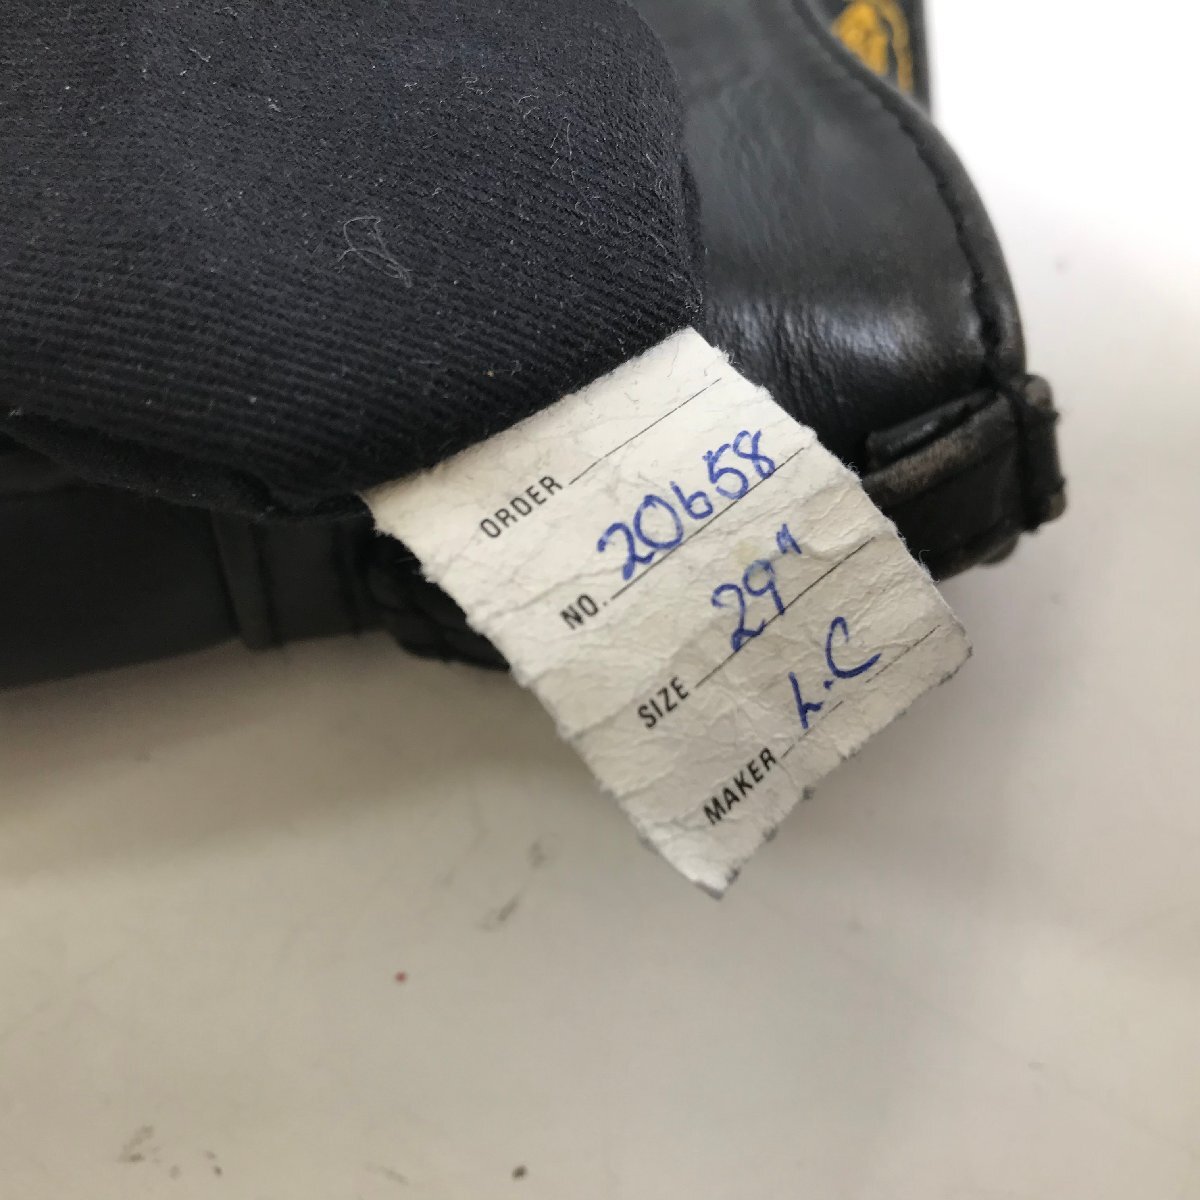 ORDER
NO. 20658
SIZE 29"
MAKER L.C